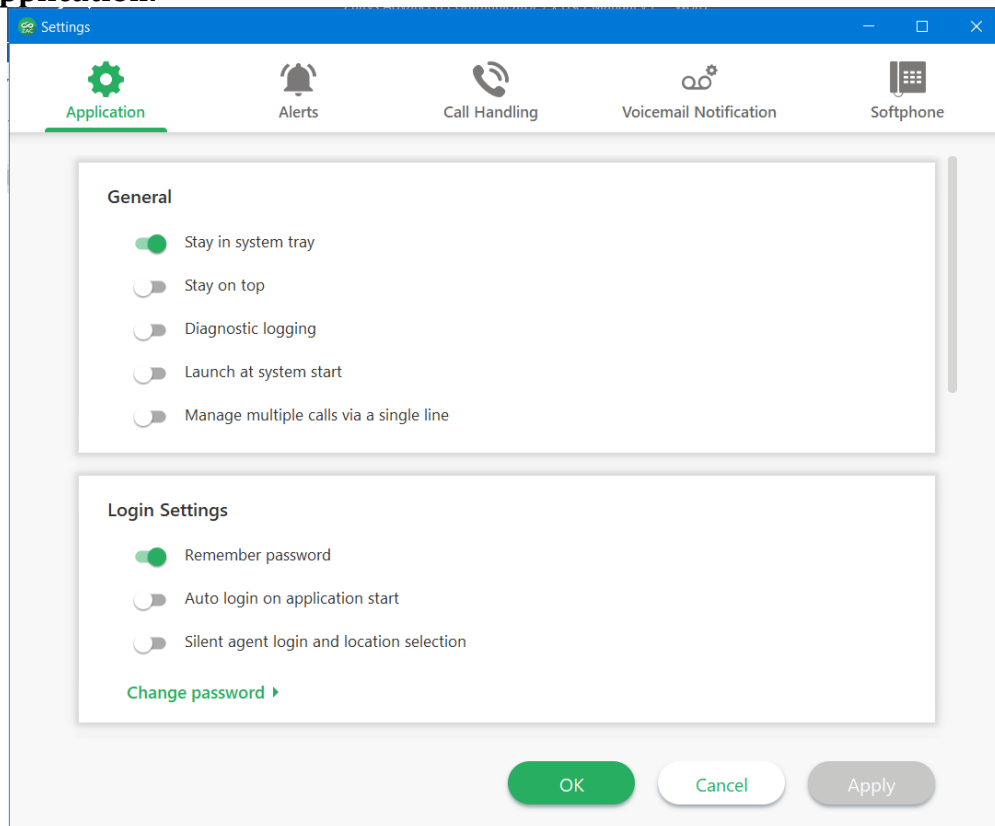 pplication.
ZAC
Settings
Application
Alerts
Call Handling
Voicemail Notification
Softphone
General
Stay in system tray
Stay on top
Diagnostic logging
Launch at system start
Manage multiple calls via a single line
Login Settings
Remember password
Auto login on application start
Silent agent login and location selection
Change password
OK
Cancel
Apply